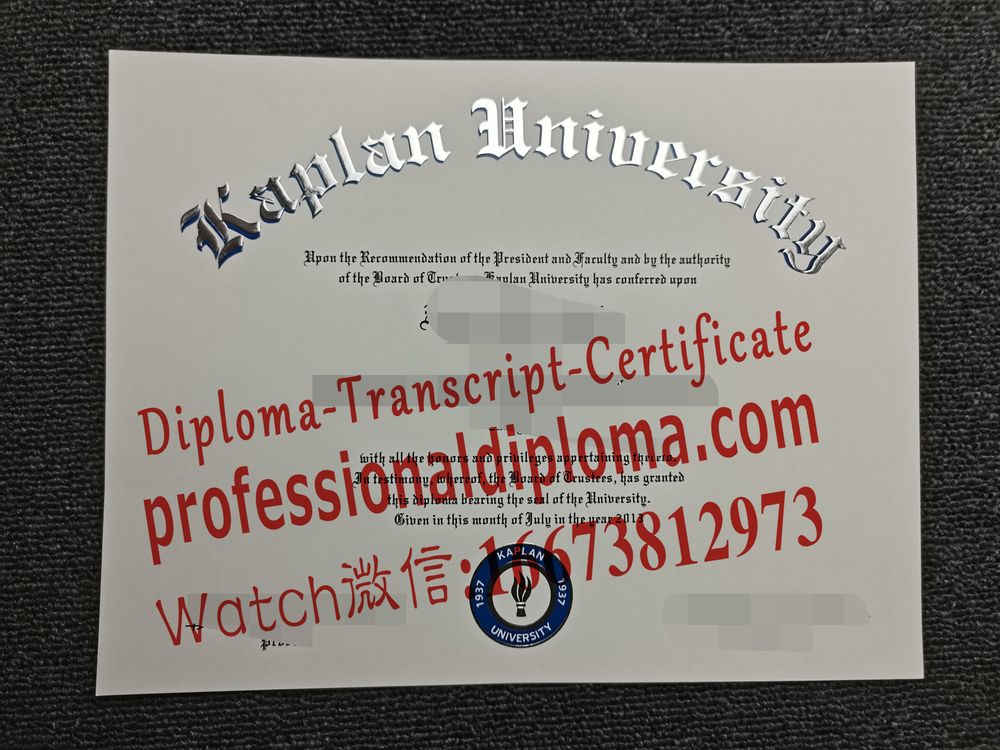 Kaplan University
Upon the Recommendation of the President and Faculty and by the authority
of the Board of Kaplan University has conferred upon
Diploma-Transcript-Certificate
professionaldiploma.com
with all the honors and privileges appertaining thereto.
In testimony, whereof, the Board of Trustees, has granted
this diploma bearing the seal of the University.
Given in this month of July in the year 2013
Watch微信:16673812973
KAPLAN
1937 1937
UNIVERSITY